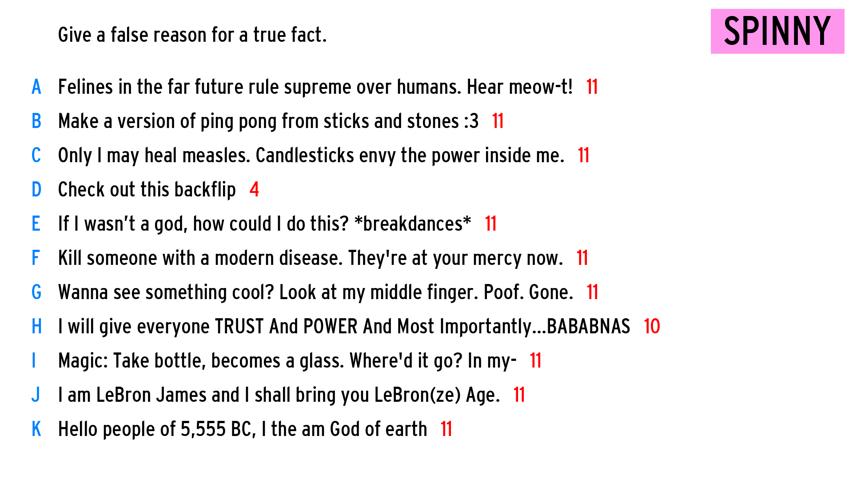 Give a false reason for a true fact.
SPINNY
A Felines in the far future rule supreme over humans. Hear meow-t! 11
B Make a version of ping pong from sticks and stones :3 11
C Only I may heal measles. Candlesticks envy the power inside me. 11
D Check out this backflip 4
E If I wasn't a god, how could I do this? *breakdances* 11
F Kill someone with a modern disease. They're at your mercy now. 11
G Wanna see something cool? Look at my middle finger. Poof. Gone. 11
H I will give everyone TRUST And POWER And Most Importantly...BABABNAS 10
I Magic: Take bottle, becomes a glass. Where'd it go? In my- 11
J I am LeBron James and I shall bring you LeBron(ze) Age. 11
K Hello people of 5,555 BC, I the am God of earth 11